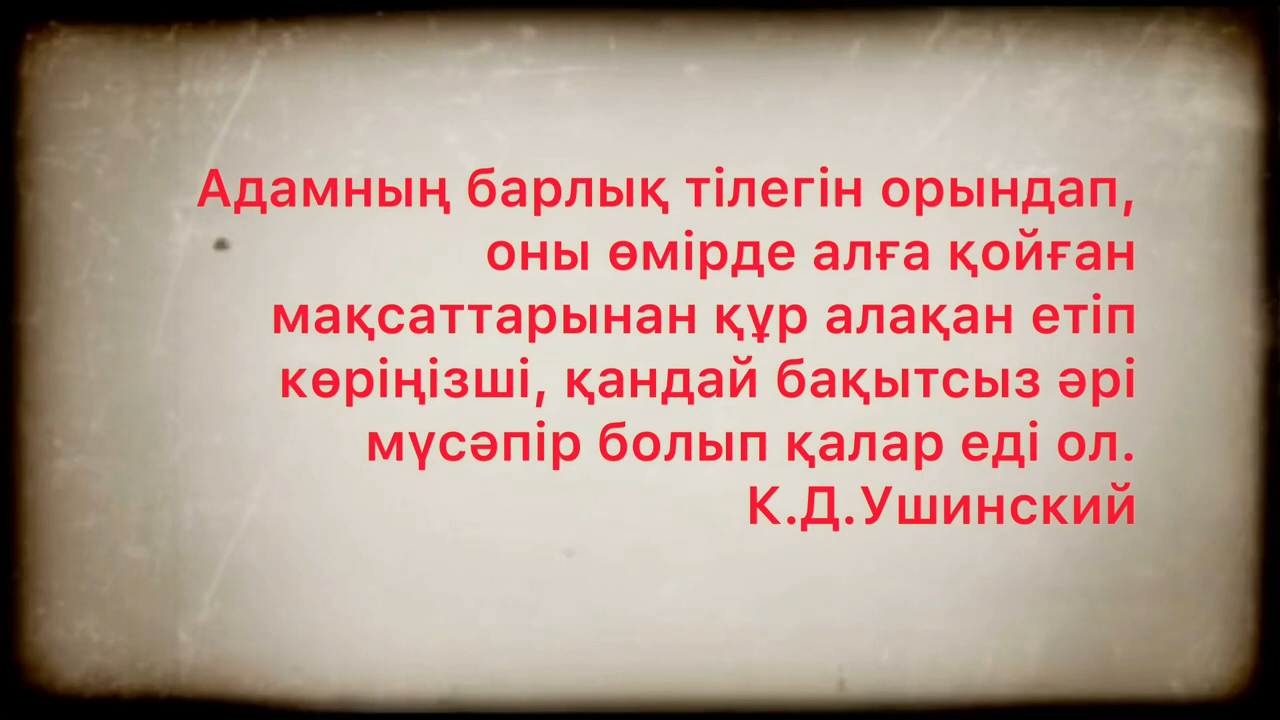 Адамның барлық тілегін орындап,
оны өмірде алға қойған
мақсаттарынан құр алақан етіп
көріңізші, қандай бақытсыз әрі
мүсәпір болып қалар еді ол.
К.Д.Ушинский